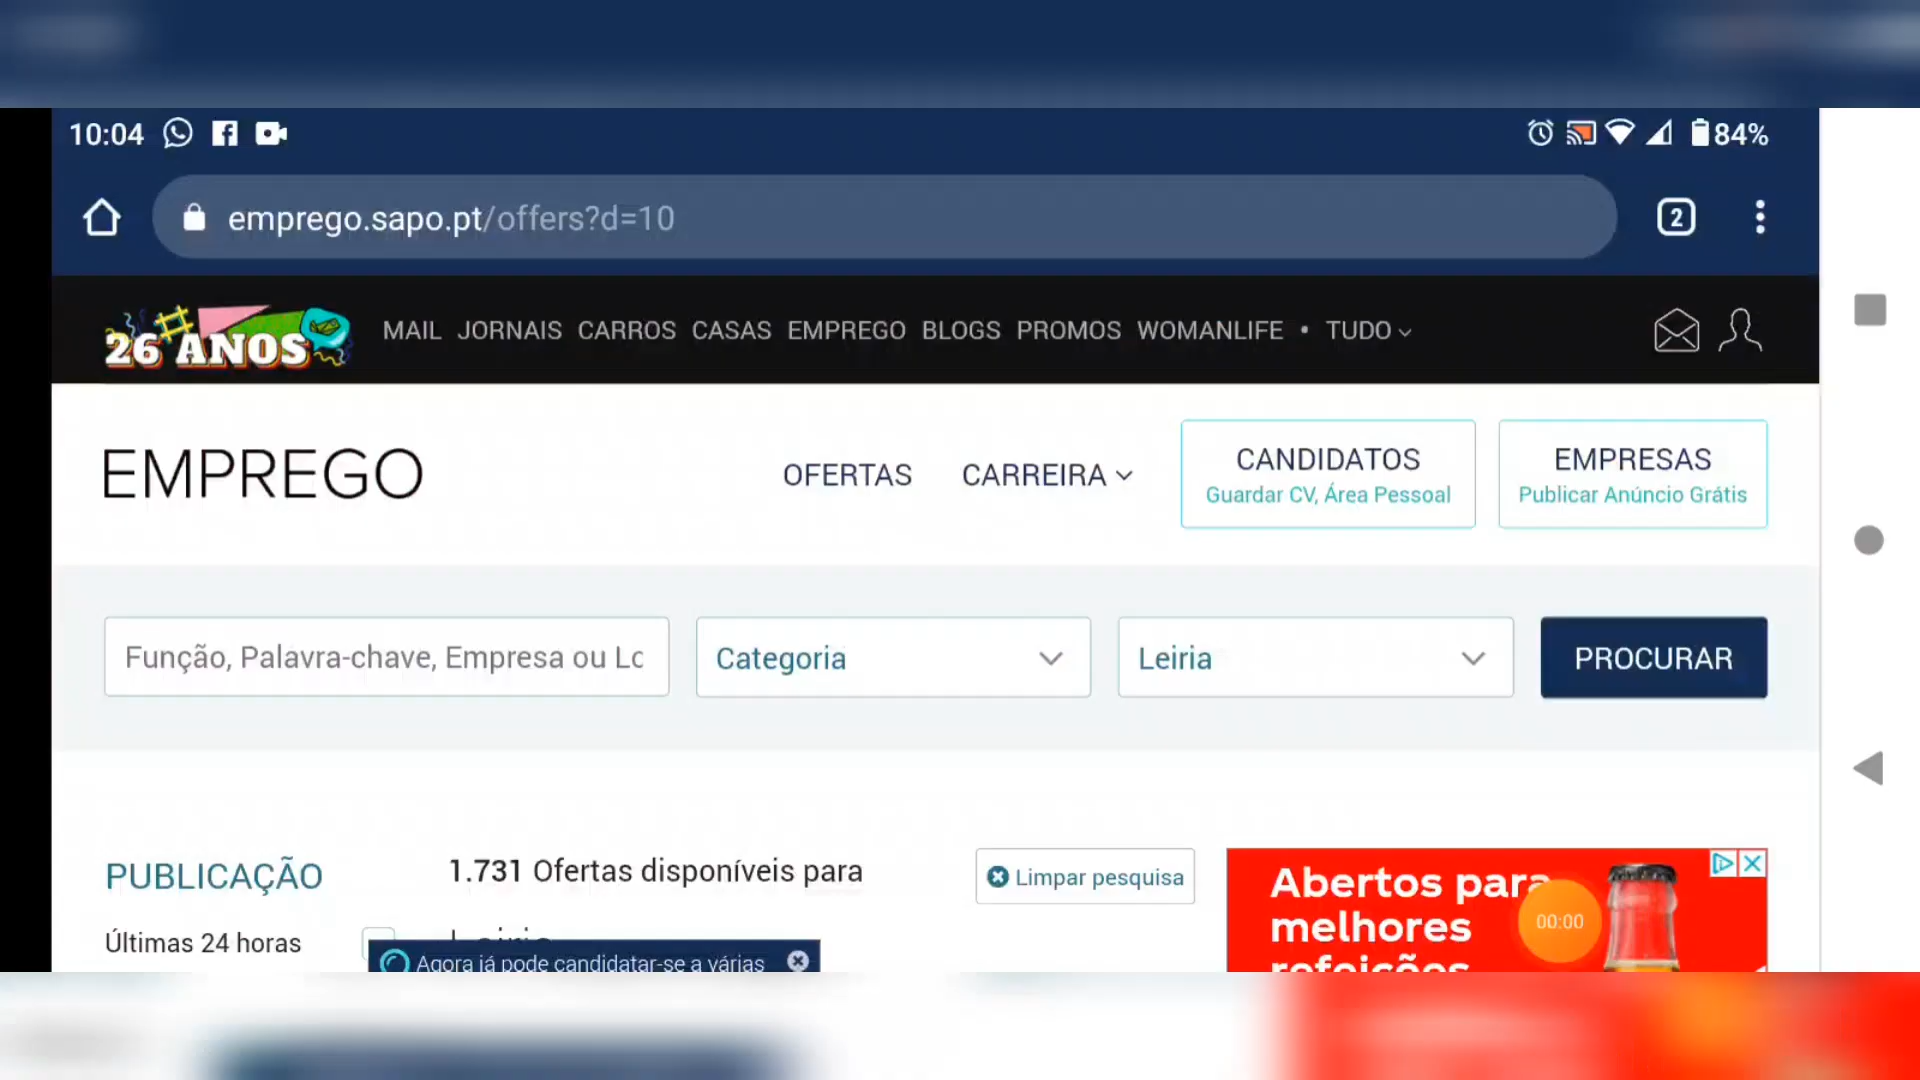 10:04
84%
emprego.sapo.pt/offers?d=10
2
26 ANOS
MAIL JORNAIS CARROS CASAS EMPREGO BLOGS PROMOS WOMANLIFE • TUDO
EMPREGO
OFERTAS
CARREIRA
CANDIDATOS
Guardar CV, Área Pessoal
EMPRESAS
Publicar Anúncio Grátis
Função, Palavra-chave, Empresa ou Lo
Categoria
Leiria
PROCURAR
PUBLICAÇÃO
Últimas 24 horas
1.731 Ofertas disponíveis para
Leiria
Limpar pesquisa
Agora já pode candidatar-se a várias
Abertos para
melhores
refeições
00:00